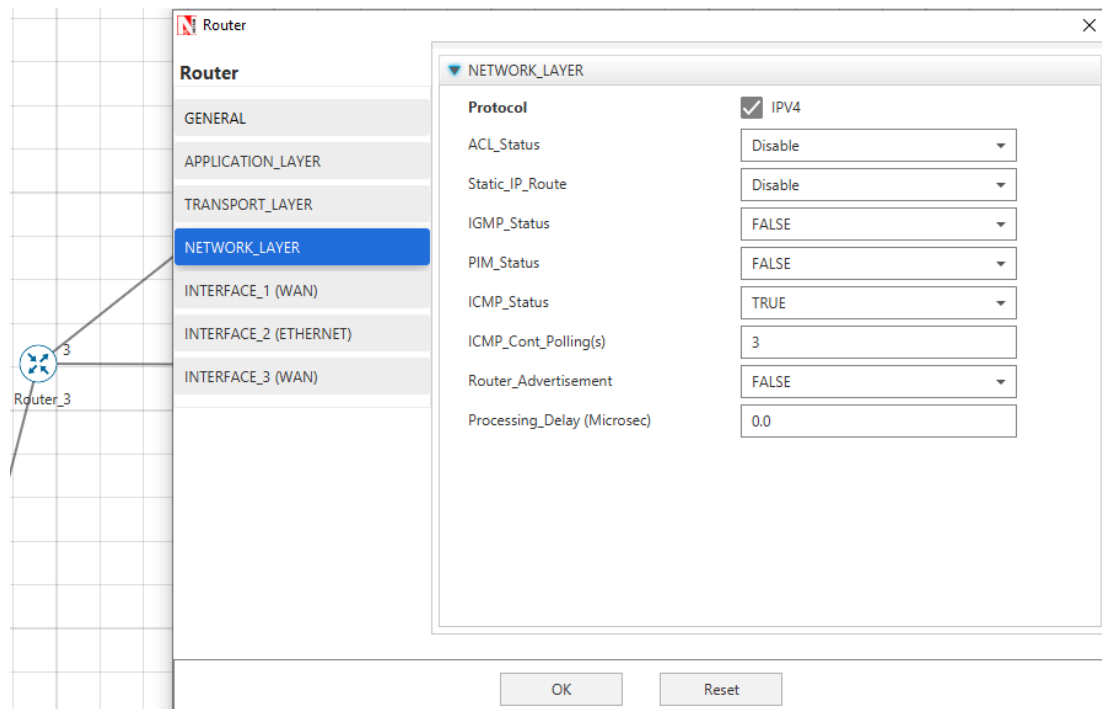 Router
Router
GENERAL
APPLICATION_LAYER
TRANSPORT_LAYER
NETWORK_LAYER
INTERFACE_1 (WAN)
INTERFACE_2 (ETHERNET)
INTERFACE_3 (WAN)
NETWORK_LAYER
Protocol IPV4
ACL_Status Disable
Static_IP_Route Disable
IGMP_Status FALSE
PIM_Status FALSE
ICMP_Status TRUE
ICMP_Cont_Polling(s) 3
Router_Advertisement FALSE
Processing_Delay (Microsec) 0.0
3
Router_3
OK Reset